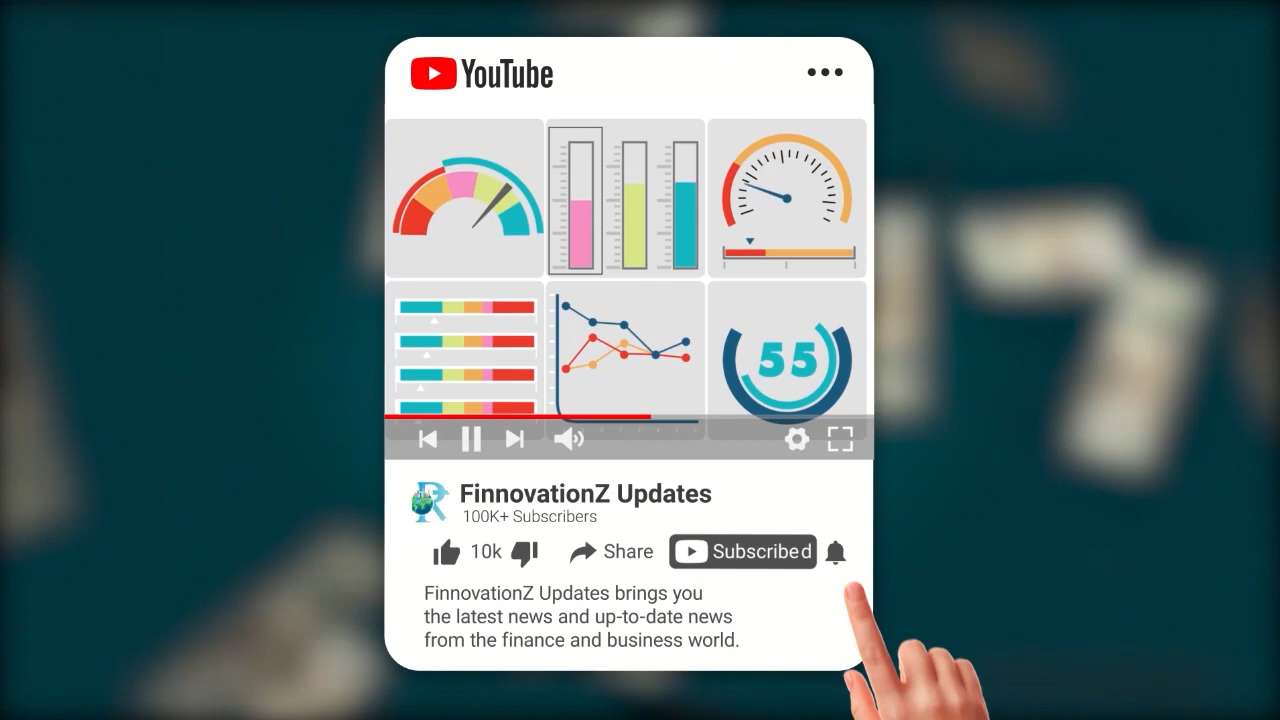 YouTube
55
FinnovationZ Updates
100K+ Subscribers
10k Share Subscribed
FinnovationZ Updates brings you
the latest news and up-to-date news
from the finance and business world.